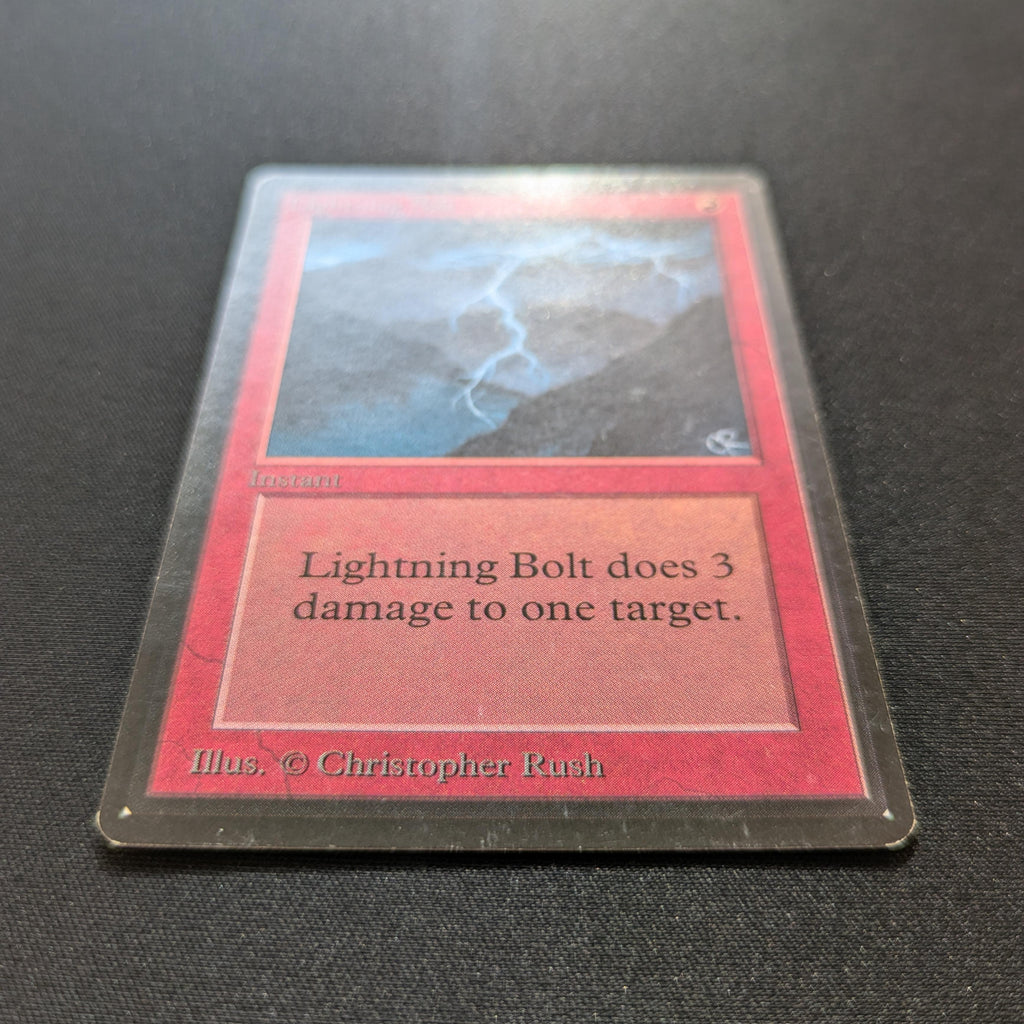 Instant
Lightning Bolt does 3
damage to one target.
Illus. © Christopher Rush